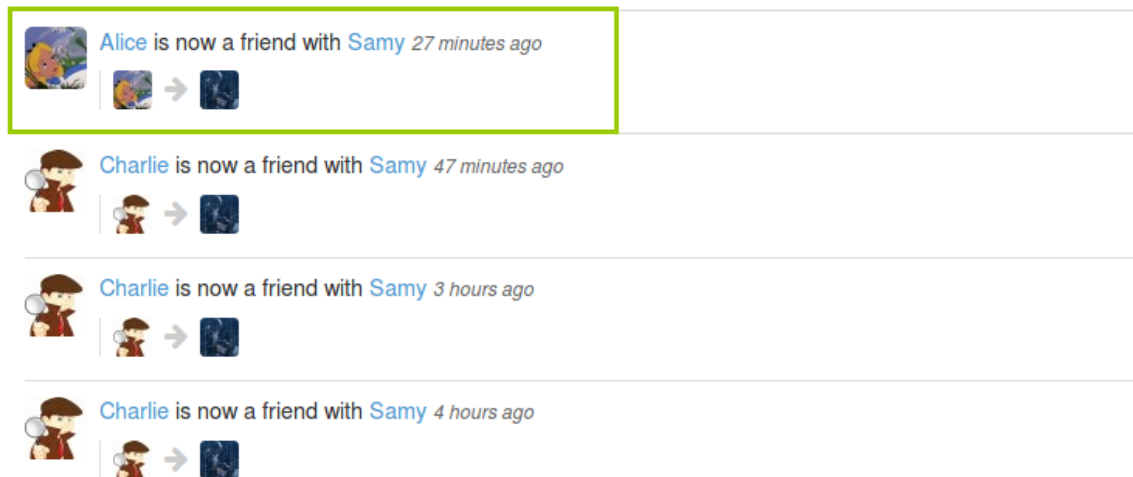 Alice is now a friend with Samy 27 minutes ago
Charlie is now a friend with Samy 47 minutes ago
Charlie is now a friend with Samy 3 hours ago
Charlie is now a friend with Samy 4 hours ago